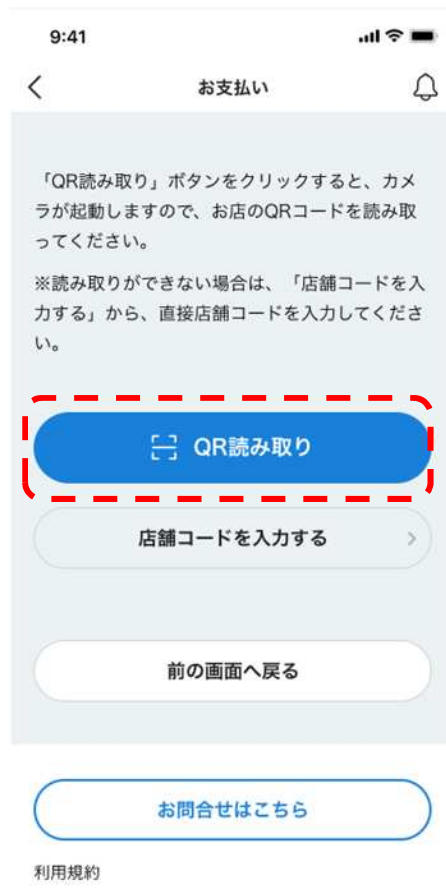 9:41
お支払い
「QR読み取り」ボタンをクリックすると、カメ
ラが起動しますので、お店のQRコードを読み取
ってください。
※読み取りができない場合は、「店舗コードを入
力する」から、直接店舗コードを入力してくださ
い。
QR読み取り
店舗コードを入力する
前の画面へ戻る
お問合せはこちら
利用規約